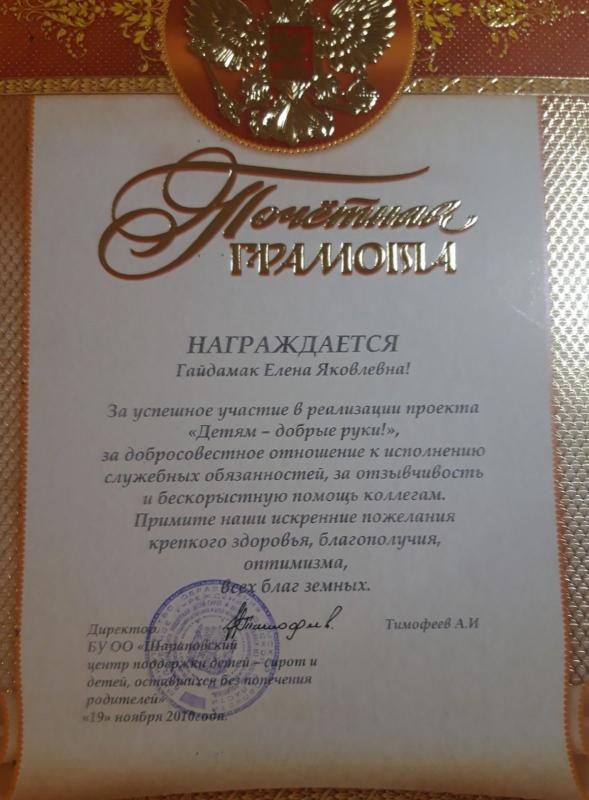 Почётная
ГРАМОТА
НАГРАЖДАЕТСЯ
Гайдамак Елена Яковлевна!
За успешное участие в реализации проекта
«Детям – добрые руки!»,
за добросовестное отношение к исполнению
служебных обязанностей, за отзывчивость
и бескорыстную помощь коллегам.
Примите наши искренние пожелания
крепкого здоровья, благополучия,
оптимизма,
всех благ земных.
Директор Тимофеев А.И
БУ ОО «Шараповский
центр поддержки детей – сирот и
детей, оставшихся без попечения
родителей»
«19» ноября года.